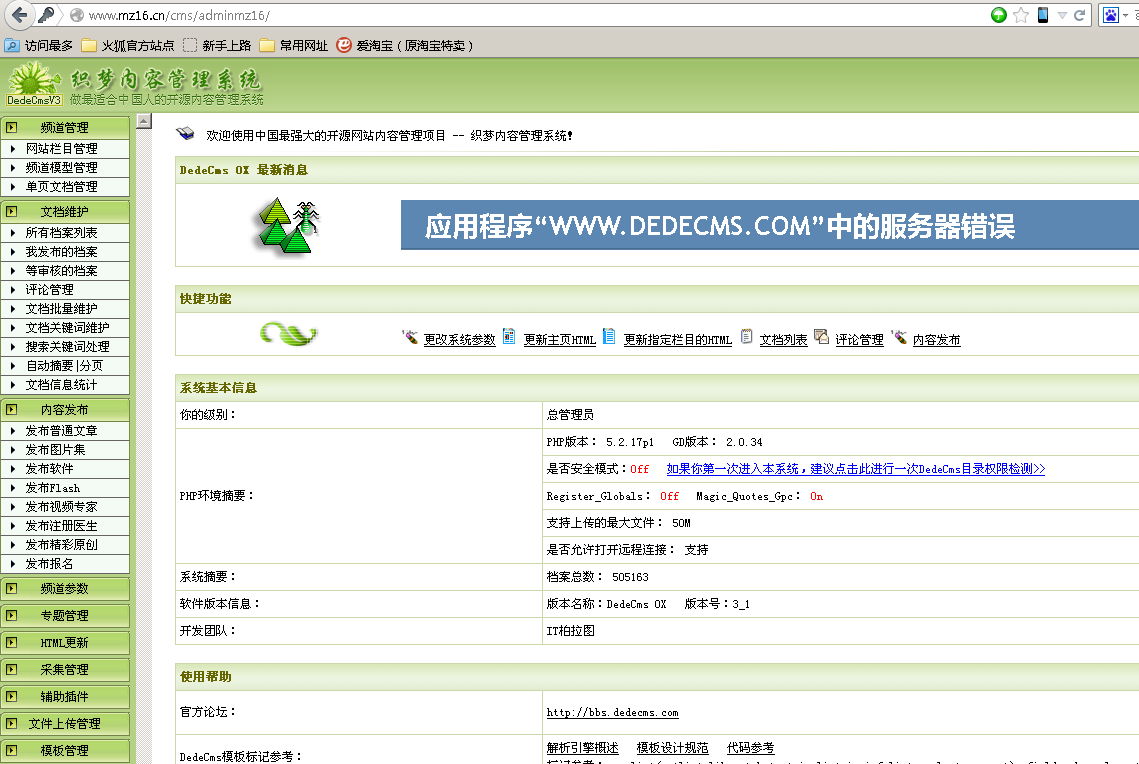 www.mz16.cn/cms/adminmz16/
访问最多 火狐官方站点 新手上路 常用网址 爱淘宝（原淘宝特卖）
织梦内容管理系统
DedeCmsV3 做最适合中国人的开源内容管理系统
频道管理
网站栏目管理
频道模型管理
单页文档管理
文档维护
所有档案列表
我发布的档案
等审核的档案
评论管理
文档批量维护
文档关键词维护
搜索关键词处理
自动摘要|分页
文档信息统计
内容发布
发布普通文章
发布图片集
发布软件
发布Flash
发布视频专家
发布注册医生
发布精彩原创
发布报名
频道参数
专题管理
HTML更新
采集管理
辅助插件
文件上传管理
模板管理
欢迎使用中国最强大的开源网站内容管理项目 -- 织梦内容管理系统!
DedeCms OX 最新消息
应用程序“WWW.DEDECMS.COM”中的服务器错误
快捷功能
更改系统参数 更新主页HTML 更新指定栏目的HTML 文档列表 评论管理 内容发布
系统基本信息
你的级别： 总管理员
PHP环境摘要：
PHP版本： 5.2.17p1 GD版本： 2.0.34
是否安全模式：Off 如果你第一次进入本系统，建议点击此进行一次DedeCms目录权限检测>>
Register_Globals： Off Magic_Quotes_Gpc： On
支持上传的最大文件： 50M
是否允许打开远程连接： 支持
系统摘要： 档案总数： 505163
软件版本信息： 版本名称：DedeCms OX 版本号：3_1
开发团队： IT柏拉图
使用帮助
官方论坛： http://bbs.dedecms.com
DedeCms模板标记参考：
解析引擎概述 模板设计规范 代码参考